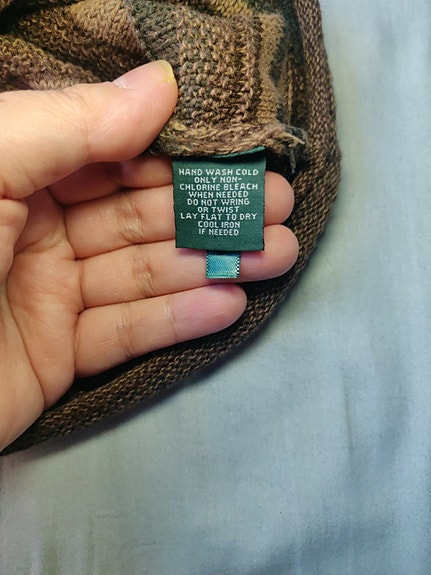 HAND WASH COLD
ONLY NON-
CHLORINE BLEACH
WHEN NEEDED
DO NOT WRING
OR TWIST
LAY FLAT TO DRY
COOL IRON
IF NEEDED